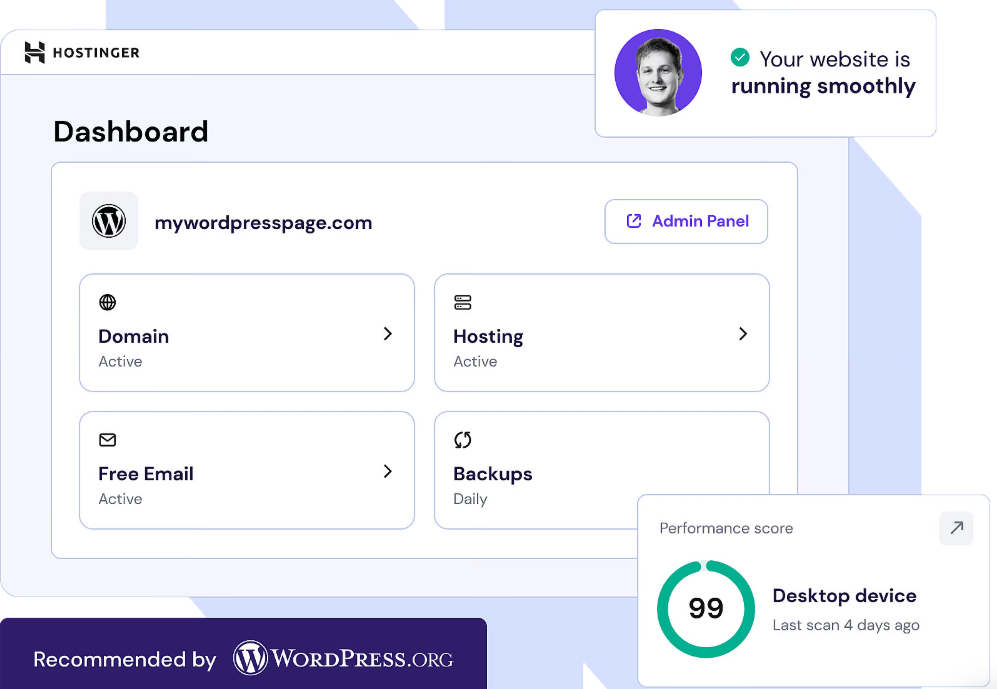 HOSTINGER
Your website is
running smoothly
Dashboard
mywordpresspage.com
Admin Panel
Domain
Active
Hosting
Active
Free Email
Active
Backups
Daily
Performance score
99
Desktop device
Last scan 4 days ago
Recommended by WORDPRESS.ORG